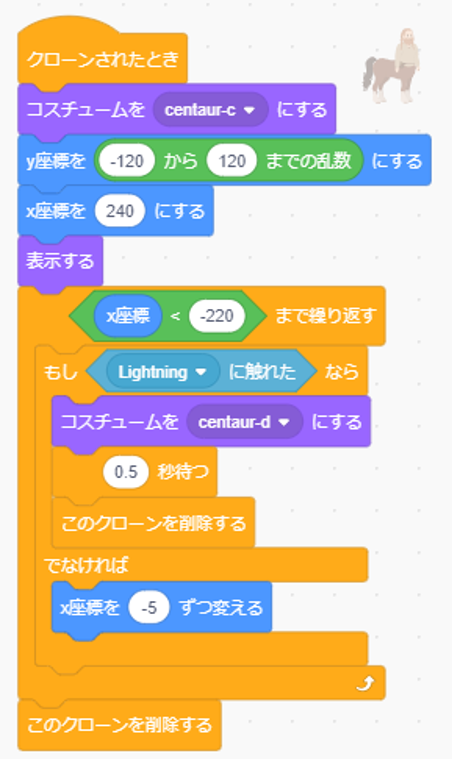 クローンされたとき
コスチュームを centaur-c にする
y座標を -120 から 120 までの乱数 にする
x座標を 240 にする
表示する
x座標 < -220 まで繰り返す
もし Lightning に触れた なら
コスチュームを centaur-d にする
0.5 秒待つ
このクローンを削除する
でなければ
x座標を -5 ずつ変える
このクローンを削除する